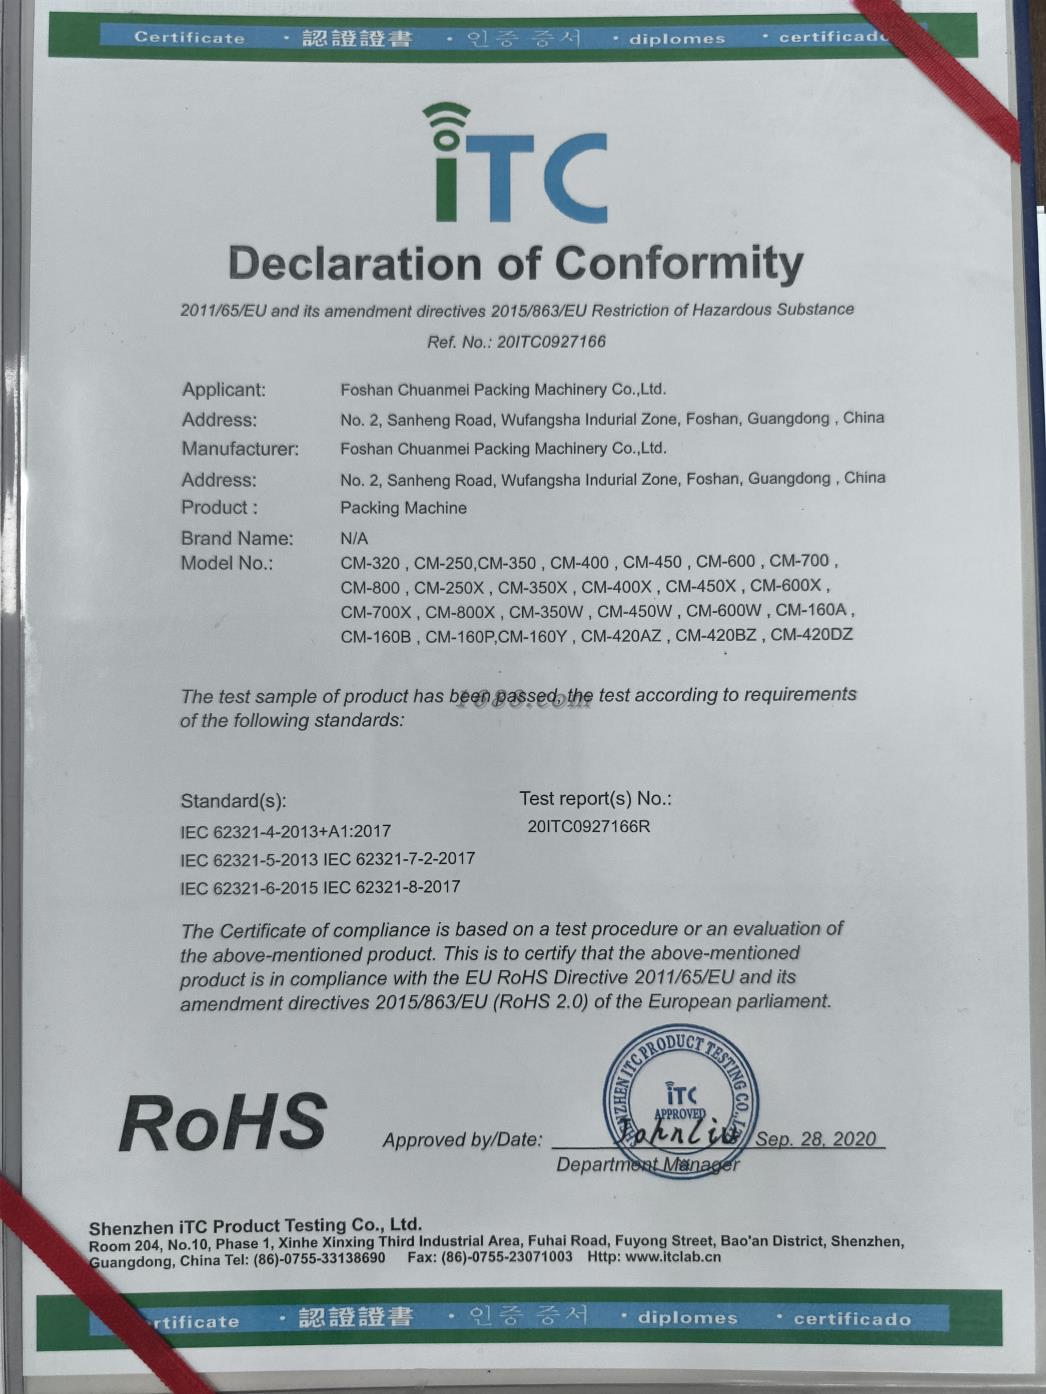 Certificate · 認證證書 · 인증 증서 · diplomes · certificado
iTC
Declaration of Conformity
2011/65/EU and its amendment directives 2015/863/EU Restriction of Hazardous Substance
Ref. No.: 20ITC0927166
Applicant: Foshan Chuanmei Packing Machinery Co.,Ltd.
Address: No. 2, Sanheng Road, Wufangsha Indurial Zone, Foshan, Guangdong , China
Manufacturer: Foshan Chuanmei Packing Machinery Co.,Ltd.
Address: No. 2, Sanheng Road, Wufangsha Indurial Zone, Foshan, Guangdong , China
Product : Packing Machine
Brand Name: N/A
Model No.: CM-320 , CM-250,CM-350 , CM-400 , CM-450 , CM-600 , CM-700 ,
CM-800 , CM-250X , CM-350X , CM-400X , CM-450X , CM-600X ,
CM-700X , CM-800X , CM-350W , CM-450W , CM-600W , CM-160A ,
CM-160B , CM-160P,CM-160Y , CM-420AZ , CM-420BZ , CM-420DZ
The test sample of product has been passed, the test according to requirements
1688.com
of the following standards:
Standard(s): Test report(s) No.:
IEC 62321-4-2013+A1:2017 20ITC0927166R
IEC 62321-5-2013 IEC 62321-7-2-2017
IEC 62321-6-2015 IEC 62321-8-2017
The Certificate of compliance is based on a test procedure or an evaluation of
the above-mentioned product. This is to certify that the above-mentioned
product is in compliance with the EU RoHS Directive 2011/65/EU and its
amendment directives 2015/863/EU (RoHS 2.0) of the European parliament.
SHENZHEN ITC PRODUCT TESTING CO., LTD
iTC
APPROVED
RoHS
Approved by/Date: John Liu Sep. 28, 2020
Department Manager
Shenzhen iTC Product Testing Co., Ltd.
Room 204, No.10, Phase 1, Xinhe Xinxing Third Industrial Area, Fuhai Road, Fuyong Street, Bao'an District, Shenzhen,
Guangdong, China Tel: (86)-0755-33138690 Fax: (86)-0755-23071003 Http: www.itclab.cn
rtificate · 認證證書 · 인증 증서 · diplomes · certificado